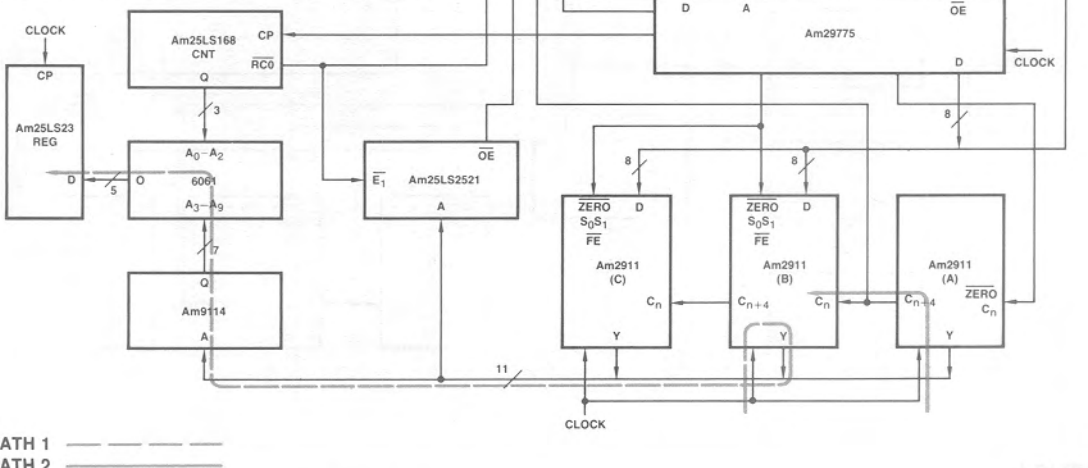 D A OE
Am29775
CLOCK
D
CLOCK
CP
Am25LS23
REG
D
5
Am25LS168
CNT
CP
RC0
Q
3
A0–A2
O 6061
A3–A9
7
Q
Am9114
A
OE
E1 Am25LS2521
A
8
8
8
ZERO D
S0S1
FE
Am2911
(C)
Cn
Y
ZERO D
S0S1
FE
Am2911
(B)
Cn+4 Cn
Y
Am2911
(A)
ZERO
Cn+4 Cn
Y
11
CLOCK
ATH 1
ATH 2